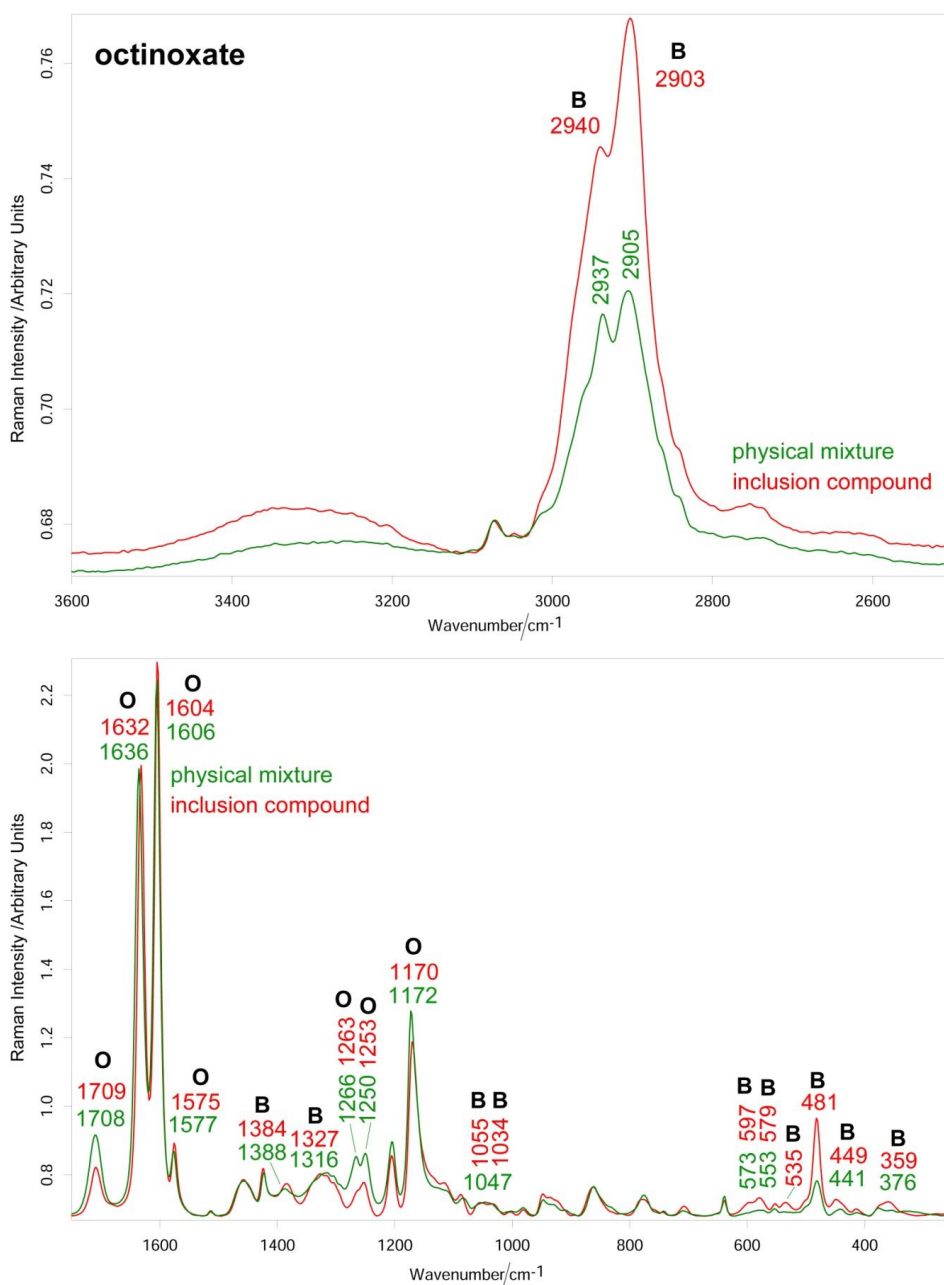 octinoxate
B
2903
B
2940
2937
2905
physical mixture
inclusion compound
Raman Intensity /Arbitrary Units
0.76
0.74
0.72
0.70
0.68
3600 3400 3200 3000 2800 2600
Wavenumber/cm-1
O
1632
1636
O
1604
1606
physical mixture
inclusion compound
O
1709
1708
O
1575
1577
B
1384
1388
B
1327
1316
O
1263
1266
O
1253
1250
O
1170
1172
B B
1055
1034
1047
B
597
573
B
579
553
B
535
B
481
B
449
441
B
359
376
Raman Intensity /Arbitrary Units
2.2
2.0
1.8
1.6
1.4
1.2
1.0
0.8
1600 1400 1200 1000 800 600 400
Wavenumber/cm-1